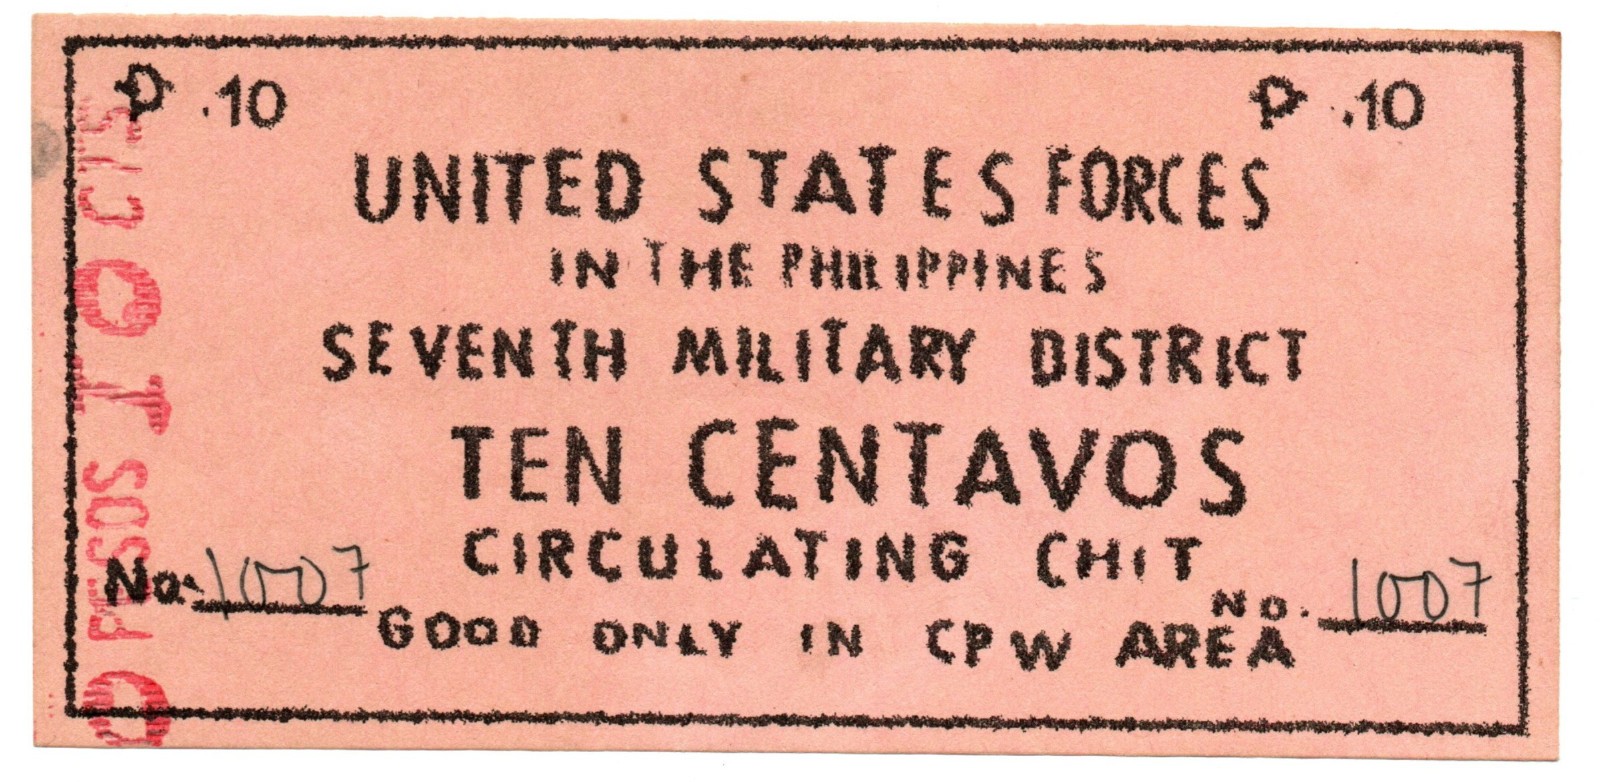 ₱ .10 ₱ .10
UNITED STATES FORCES
IN THE PHILIPPINES
SEVENTH MILITARY DISTRICT
TEN CENTAVOS
CIRCULATING CHIT
No. 1007 No. 1007
GOOD ONLY IN CPW AREA
0 PESOS 10 CTS